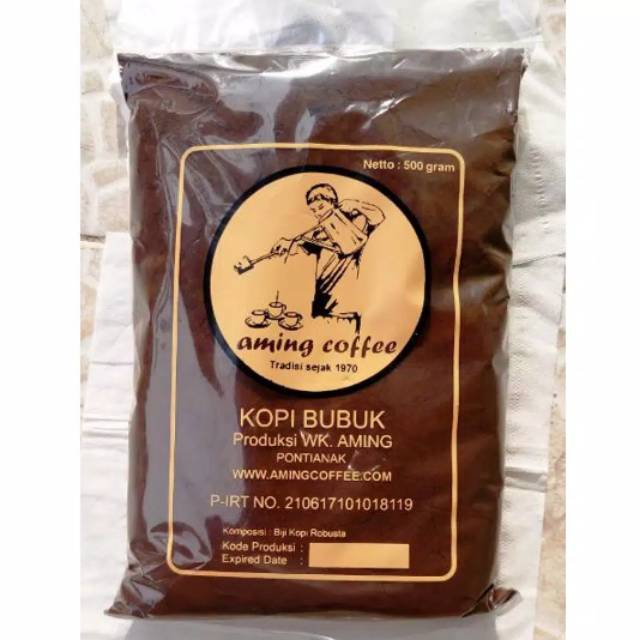 Netto : 500 gram
aming coffee
Tradisi sejak 1970
KOPI BUBUK
Produksi WK. AMING
PONTIANAK
WWW.AMINGCOFFEE.COM
P-IRT NO. 210617101018119
Komposisi : Biji Kopi Robusta
Kode Produksi :
Expired Date :